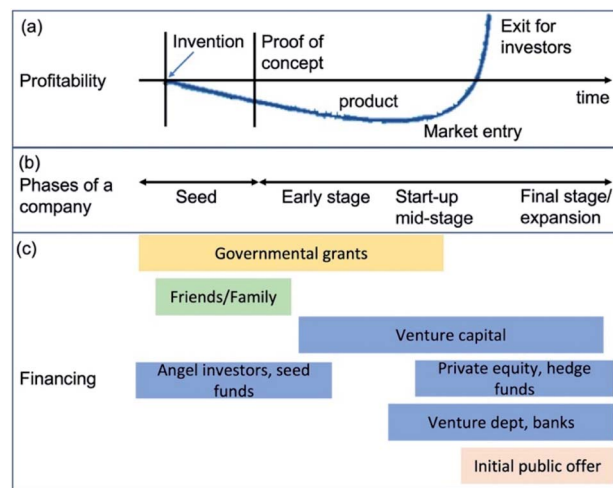 (a)
Invention
Proof of
concept
Exit for
investors
Profitability
product
time
Market entry
(b)
Phases of a
company
Seed
Early stage
Start-up
mid-stage
Final stage/
expansion
(c)
Governmental grants
Friends/Family
Venture capital
Financing
Angel investors, seed
funds
Private equity, hedge
funds
Venture dept, banks
Initial public offer